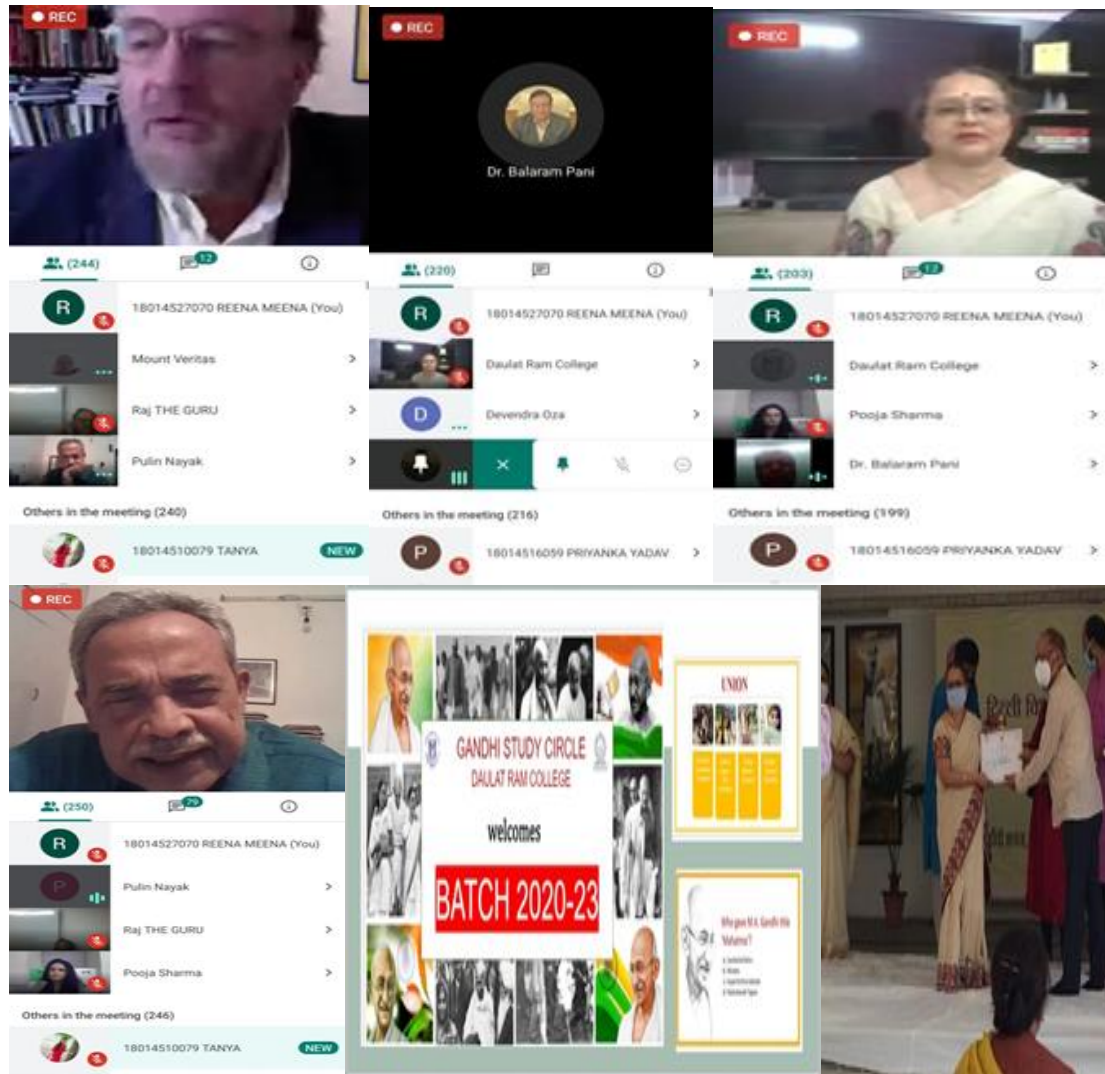 REC
(244)
12
R
18014527070 REENA MEENA (You)
Mount Veritas
Raj THE GURU
Pulin Nayak
Others in the meeting (240)
18014510079 TANYA
NEW
REC
Dr. Balaram Pani
(220)
R
18014527070 REENA MEENA (You)
Daulat Ram College
D
Devendra Oza
Others in the meeting (216)
P
18014516059 PRIYANKA YADAV
REC
(203)
12
R
18014527070 REENA MEENA (You)
Daulat Ram College
Pooja Sharma
Dr. Balaram Pani
Others in the meeting (199)
P
18014516059 PRIYANKA YADAV
REC
(250)
79
R
18014527070 REENA MEENA (You)
P
Pulin Nayak
Raj THE GURU
Pooja Sharma
Others in the meeting (246)
18014510079 TANYA
NEW
GANDHI STUDY CIRCLE
DAULAT RAM COLLEGE
welcomes
BATCH 2020-23
UNION
Who gave M.K. Gandhi title
'Mahatma'?